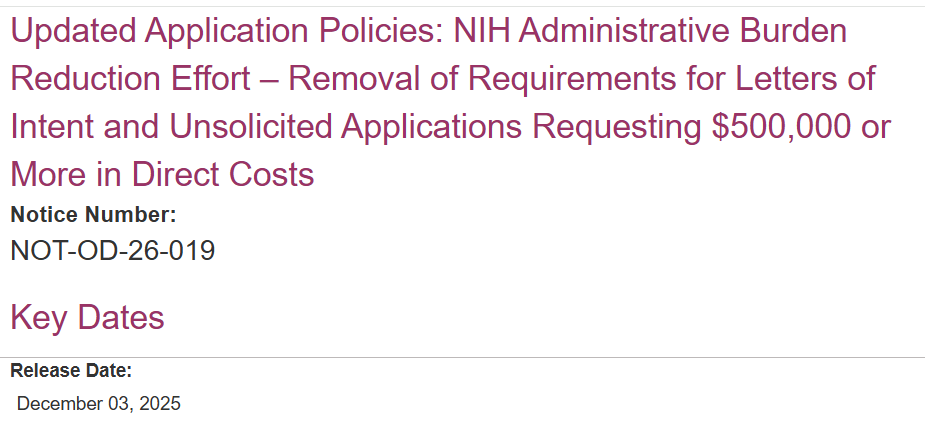 Updated Application Policies: NIH Administrative Burden
Reduction Effort – Removal of Requirements for Letters of
Intent and Unsolicited Applications Requesting $500,000 or
More in Direct Costs
Notice Number:
NOT-OD-26-019
Key Dates
Release Date:
December 03, 2025